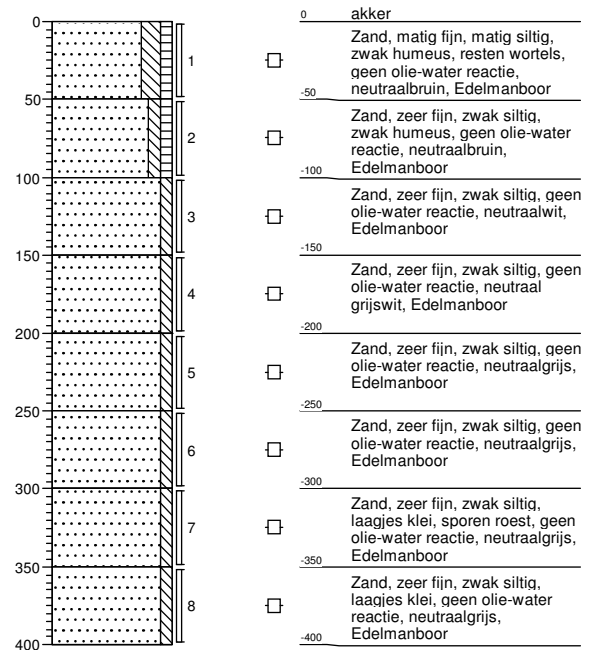 0
50
100
150
200
250
300
350
400
1
2
3
4
5
6
7
8
0 akker
Zand, matig fijn, matig siltig,
zwak humeus, resten wortels,
geen olie-water reactie,
neutraalbruin, Edelmanboor
-50
Zand, zeer fijn, zwak siltig,
zwak humeus, geen olie-water
reactie, neutraalbruin,
Edelmanboor
-100
Zand, zeer fijn, zwak siltig, geen
olie-water reactie, neutraalwit,
Edelmanboor
-150
Zand, zeer fijn, zwak siltig, geen
olie-water reactie, neutraal
grijswit, Edelmanboor
-200
Zand, zeer fijn, zwak siltig, geen
olie-water reactie, neutraalgrijs,
Edelmanboor
-250
Zand, zeer fijn, zwak siltig, geen
olie-water reactie, neutraalgrijs,
Edelmanboor
-300
Zand, zeer fijn, zwak siltig,
laagjes klei, sporen roest, geen
olie-water reactie, neutraalgrijs,
Edelmanboor
-350
Zand, zeer fijn, zwak siltig,
laagjes klei, geen olie-water
reactie, neutraalgrijs,
Edelmanboor
-400